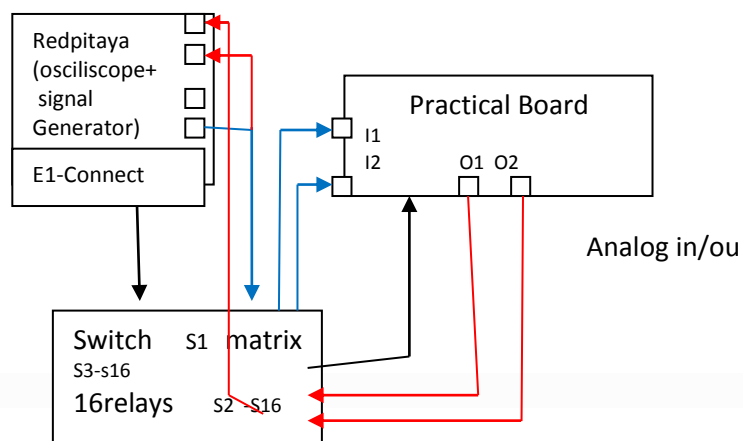 Redpitaya
(osciliscope+
signal
Generator)
E1-Connect
Practical Board
I1
I2
O1 O2
Analog in/ou
Switch S1 matrix
S3-s16
16relays S2 -S16